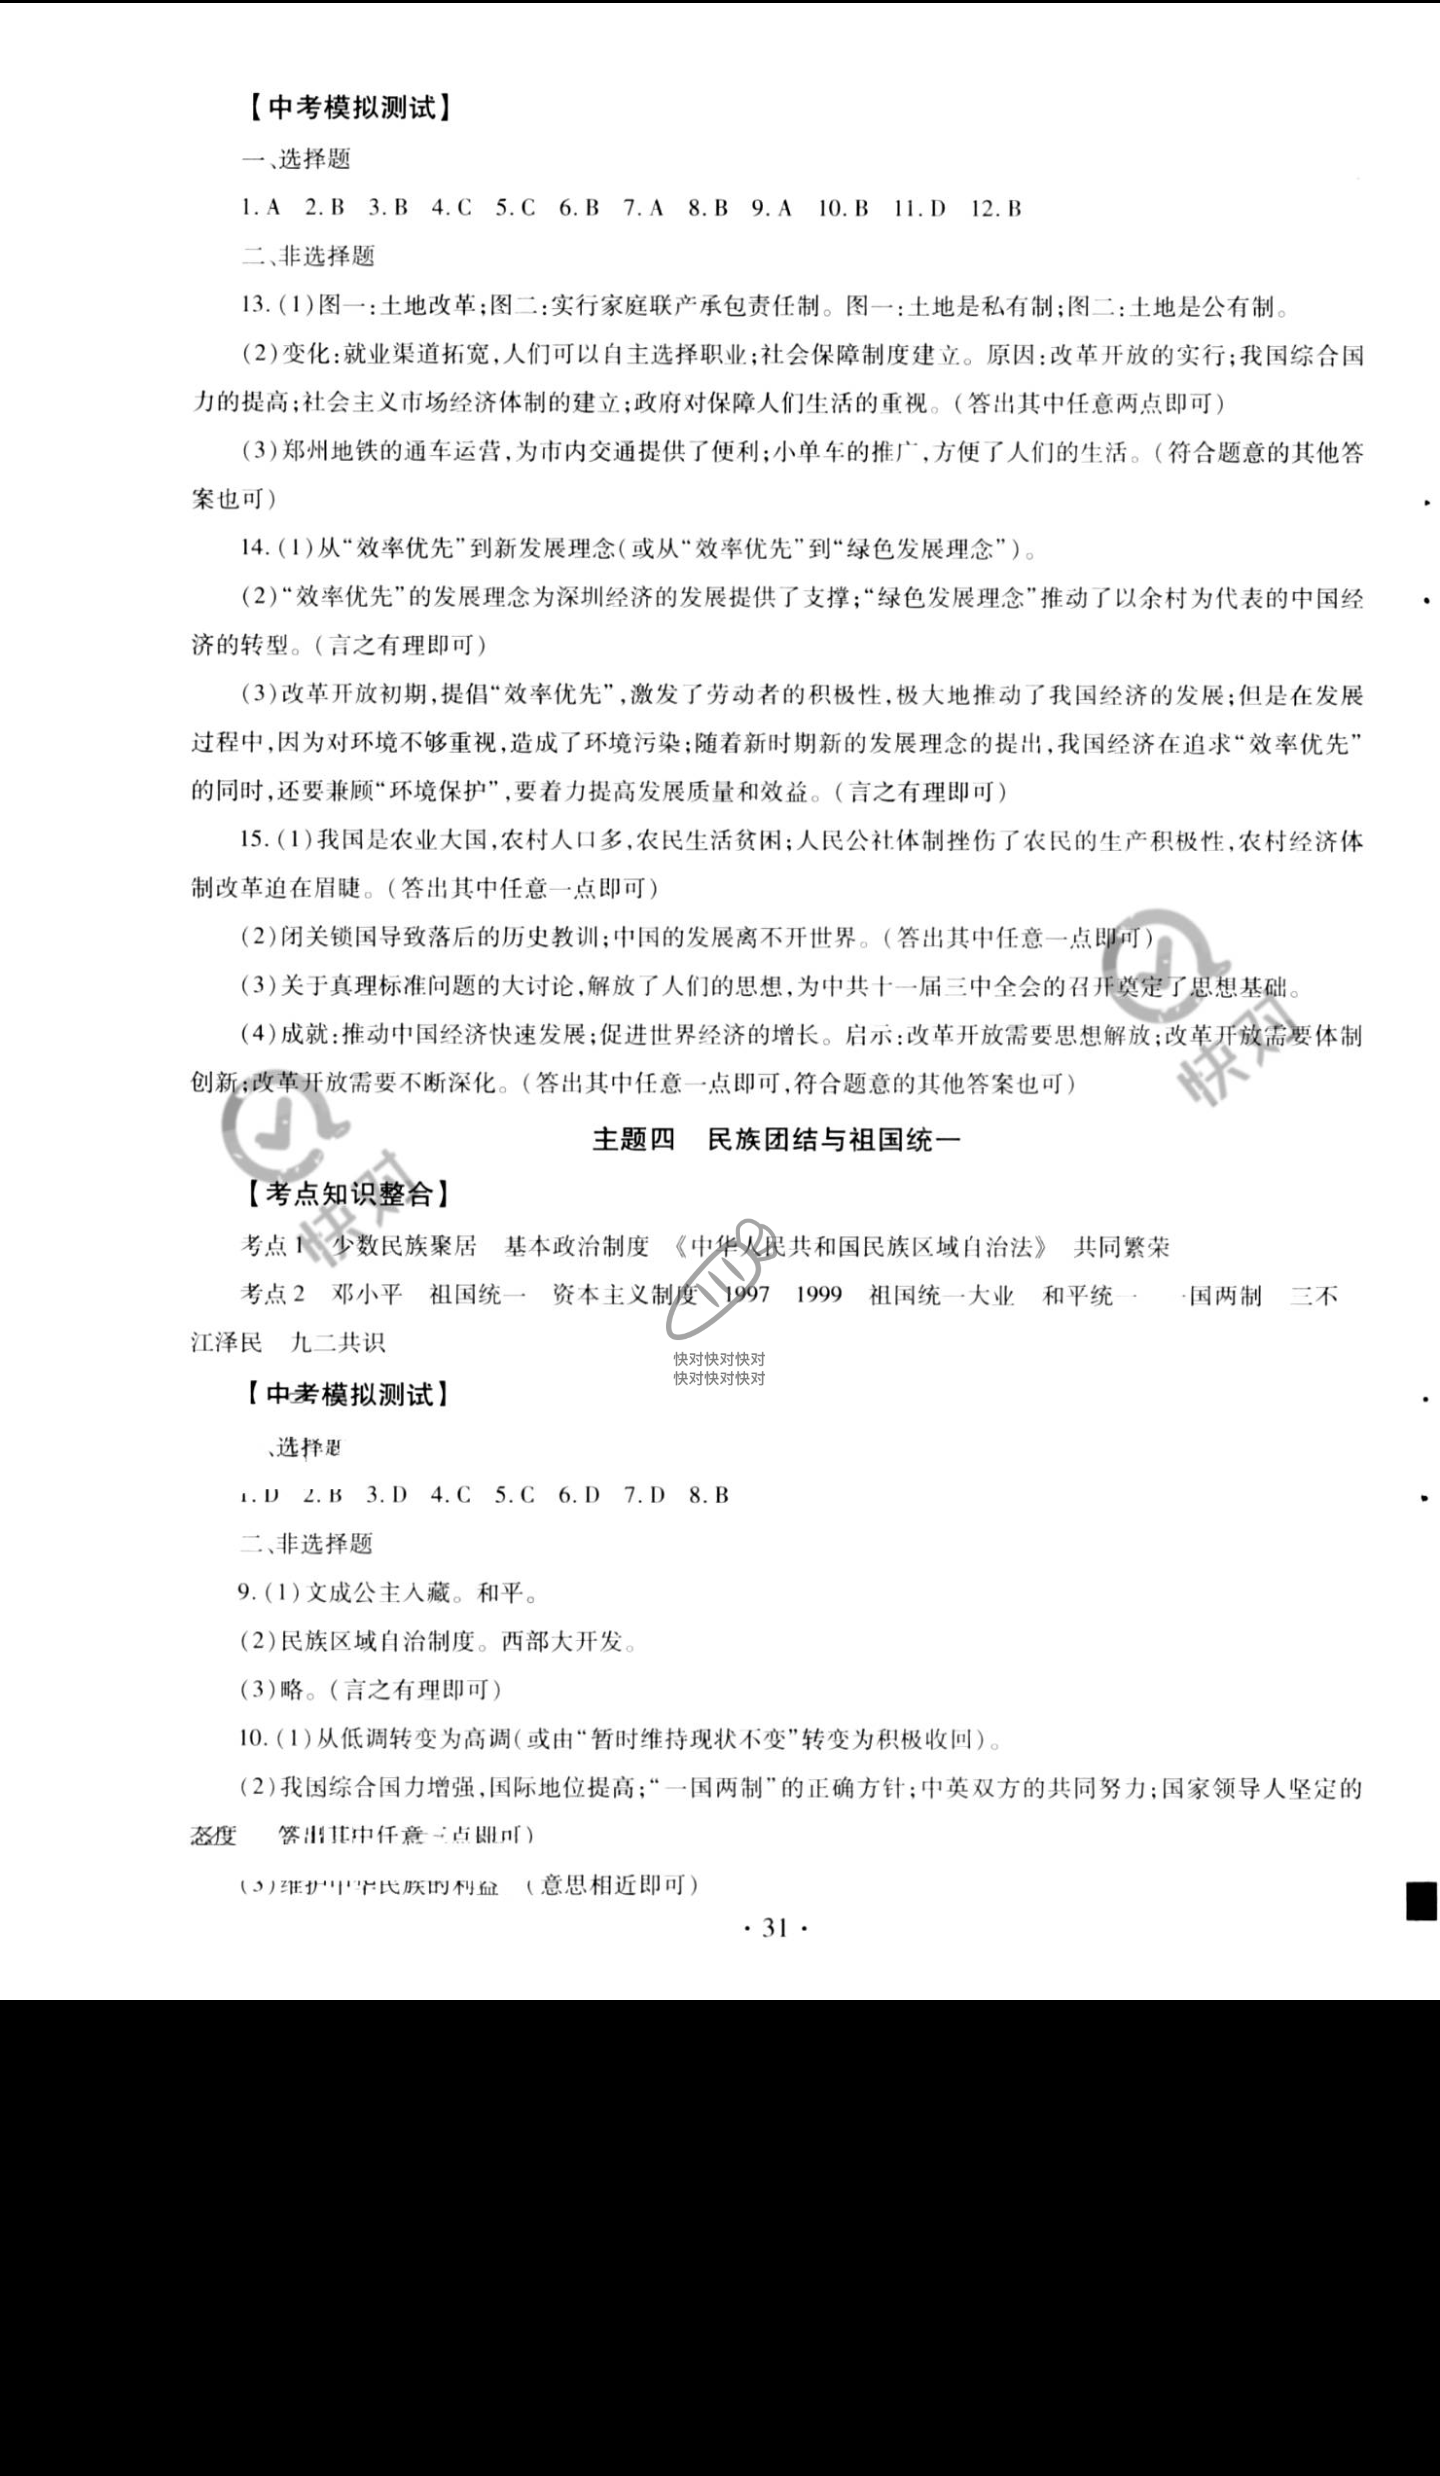 【中考模拟测试】
一、选择题
1. A 2. B 3. B 4. C 5. C 6. B 7. A 8. B 9. A 10. B 11. D 12. B
二、非选择题
13. (1)图一:土地改革;图二:实行家庭联产承包责任制。图一:土地是私有制;图二:土地是公有制。
(2)变化:就业渠道拓宽,人们可以自主选择职业;社会保障制度建立。原因:改革开放的实行;我国综合国
力的提高;社会主义市场经济体制的建立;政府对保障人们生活的重视。(答出其中任意两点即可)
(3)郑州地铁的通车运营,为市内交通提供了便利;小单车的推广,方便了人们的生活。(符合题意的其他答
案也可)
14. (1)从“效率优先”到新发展理念(或从“效率优先”到“绿色发展理念”)。
(2)“效率优先”的发展理念为深圳经济的发展提供了支撑;“绿色发展理念”推动了以余村为代表的中国经
济的转型。(言之有理即可)
(3)改革开放初期,提倡“效率优先”,激发了劳动者的积极性,极大地推动了我国经济的发展;但是在发展
过程中,因为对环境不够重视,造成了环境污染;随着新时期新的发展理念的提出,我国经济在追求“效率优先”
的同时,还要兼顾“环境保护”,要着力提高发展质量和效益。(言之有理即可)
15. (1)我国是农业大国,农村人口多,农民生活贫困;人民公社体制挫伤了农民的生产积极性,农村经济体
制改革迫在眉睫。(答出其中任意一点即可)
(2)闭关锁国导致落后的历史教训;中国的发展离不开世界。(答出其中任意一点即可)
(3)关于真理标准问题的大讨论,解放了人们的思想,为中共十一届三中全会的召开奠定了思想基础。
(4)成就:推动中国经济快速发展;促进世界经济的增长。启示:改革开放需要思想解放;改革开放需要体制
创新;改革开放需要不断深化。(答出其中任意一点即可,符合题意的其他答案也可)
快对
快对
主题四 民族团结与祖国统一
【考点知识整合】
考点1 少数民族聚居 基本政治制度 《中华人民共和国民族区域自治法》 共同繁荣
考点2 邓小平 祖国统一 资本主义制度 1997 1999 祖国统一大业 和平统一 一国两制 三不
江泽民 九二共识
快对快对快对
快对快对快对
【中考模拟测试】
、选择题
1. D 2. B 3. D 4. C 5. C 6. D 7. D 8. B
二、非选择题
9. (1)文成公主入藏。和平。
(2)民族区域自治制度。西部大开发。
(3)略。(言之有理即可)
10. (1)从低调转变为高调(或由“暂时维持现状不变”转变为积极收回)。
(2)我国综合国力增强,国际地位提高;“一国两制”的正确方针;中英双方的共同努力;国家领导人坚定的
态度 答出其中任意三点即可)
(3)维护中华民族的利益 (意思相近即可)
· 31 ·